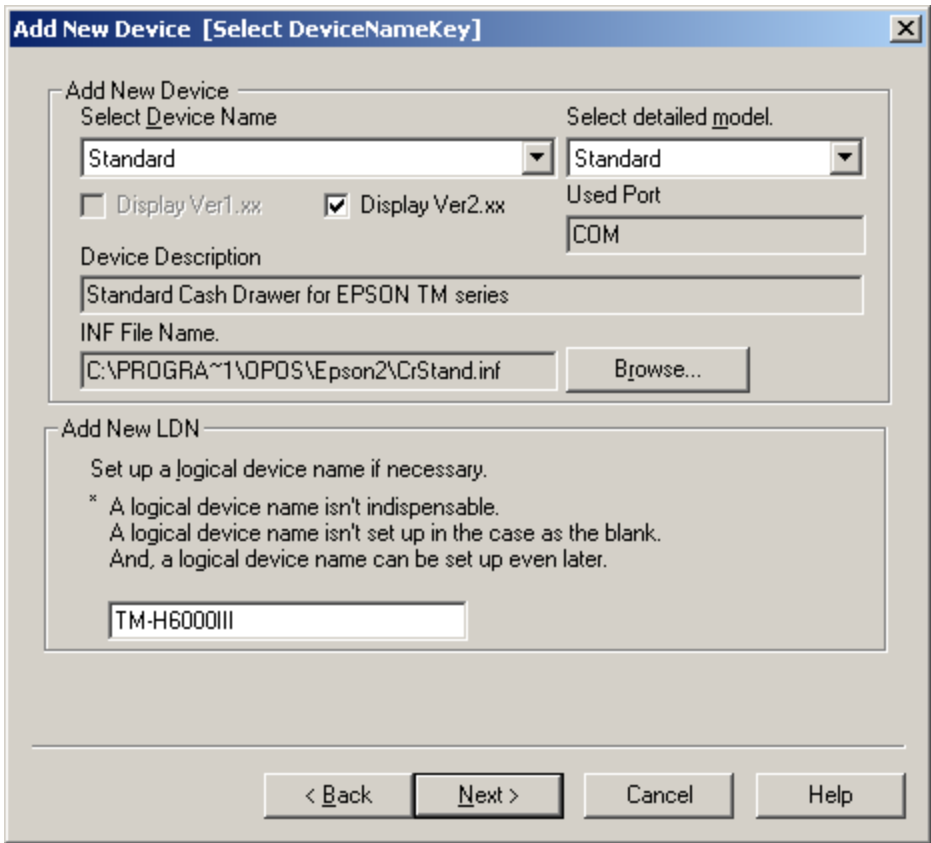 Add New Device [Select DeviceNameKey]
Add New Device
Select Device Name
Select detailed model.
Standard
Standard
Display Ver1.xx
Display Ver2.xx
Used Port
COM
Device Description
Standard Cash Drawer for EPSON TM series
INF File Name.
C:\PROGRA~1\OPOS\Epson2\CrStand.inf
Browse...
Add New LDN
Set up a logical device name if necessary.
* A logical device name isn't indispensable.
A logical device name isn't set up in the case as the blank.
And, a logical device name can be set up even later.
TM-H6000III
< Back
Next >
Cancel
Help